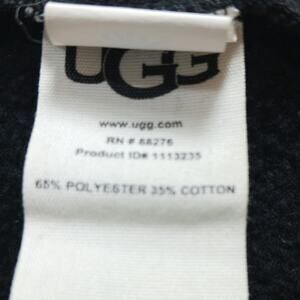 UGG
www.ugg.com
RN # 88276
Product ID# 1113235
65% POLYESTER 35% COTTON